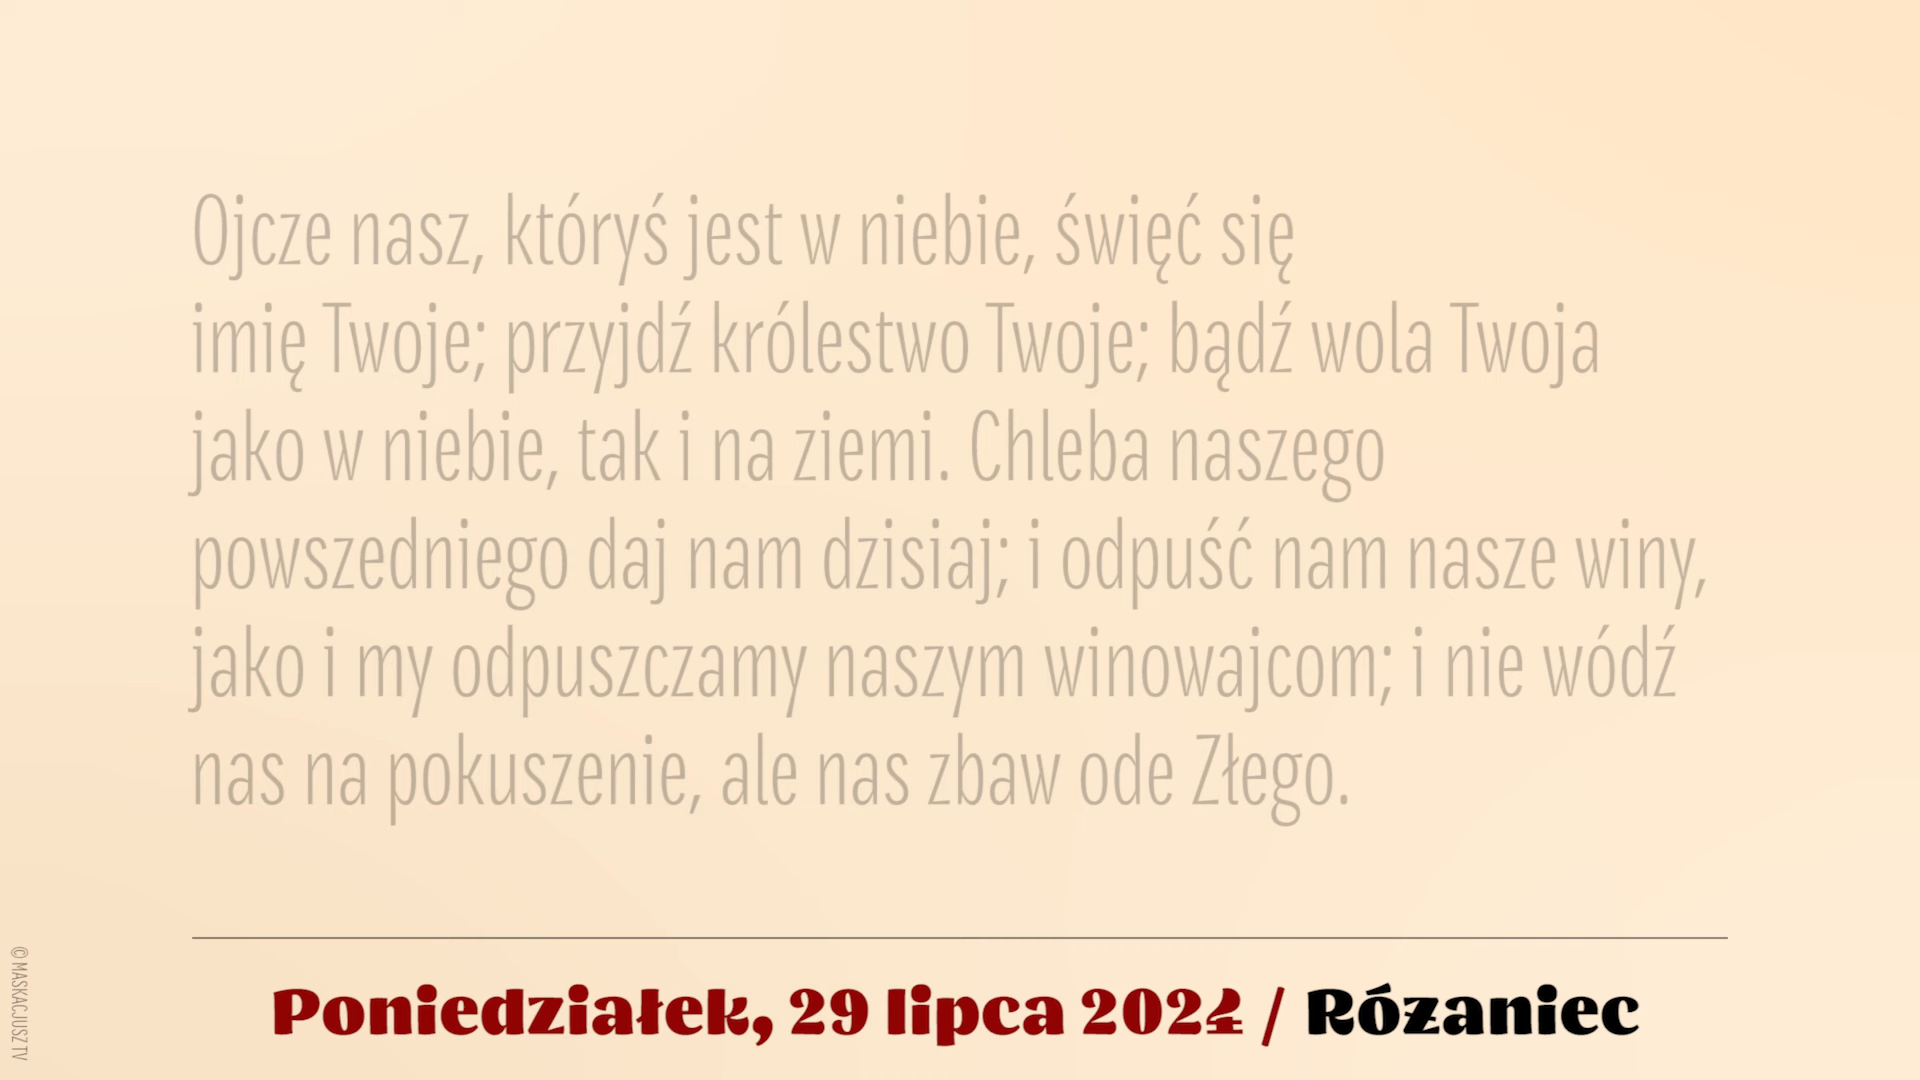 Ojcze nasz, któryś jest w niebie, święć się
imię Twoje; przyjdź królestwo Twoje; bądź wola Twoja
jako w niebie, tak i na ziemi. Chleba naszego
powszedniego daj nam dzisiaj; i odpuść nam nasze winy,
jako i my odpuszczamy naszym winowajcom; i nie wódź
nas na pokuszenie, ale nas zbaw ode Złego.
Poniedziałek, 29 lipca 2024 / Różaniec
© MASKACJUSZ TV